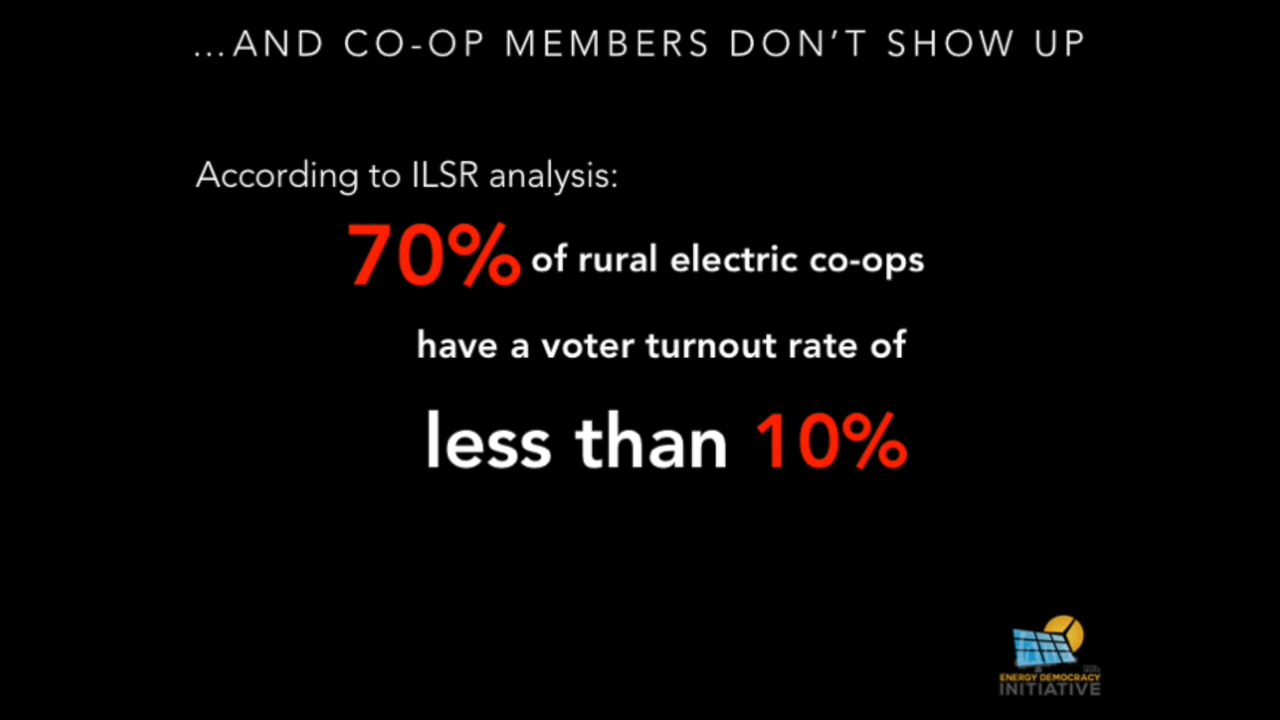 ...AND CO-OP MEMBERS DON'T SHOW UP
According to ILSR analysis:
70% of rural electric co-ops
have a voter turnout rate of
less than 10%
ENERGY DEMOCRACY
INITIATIVE